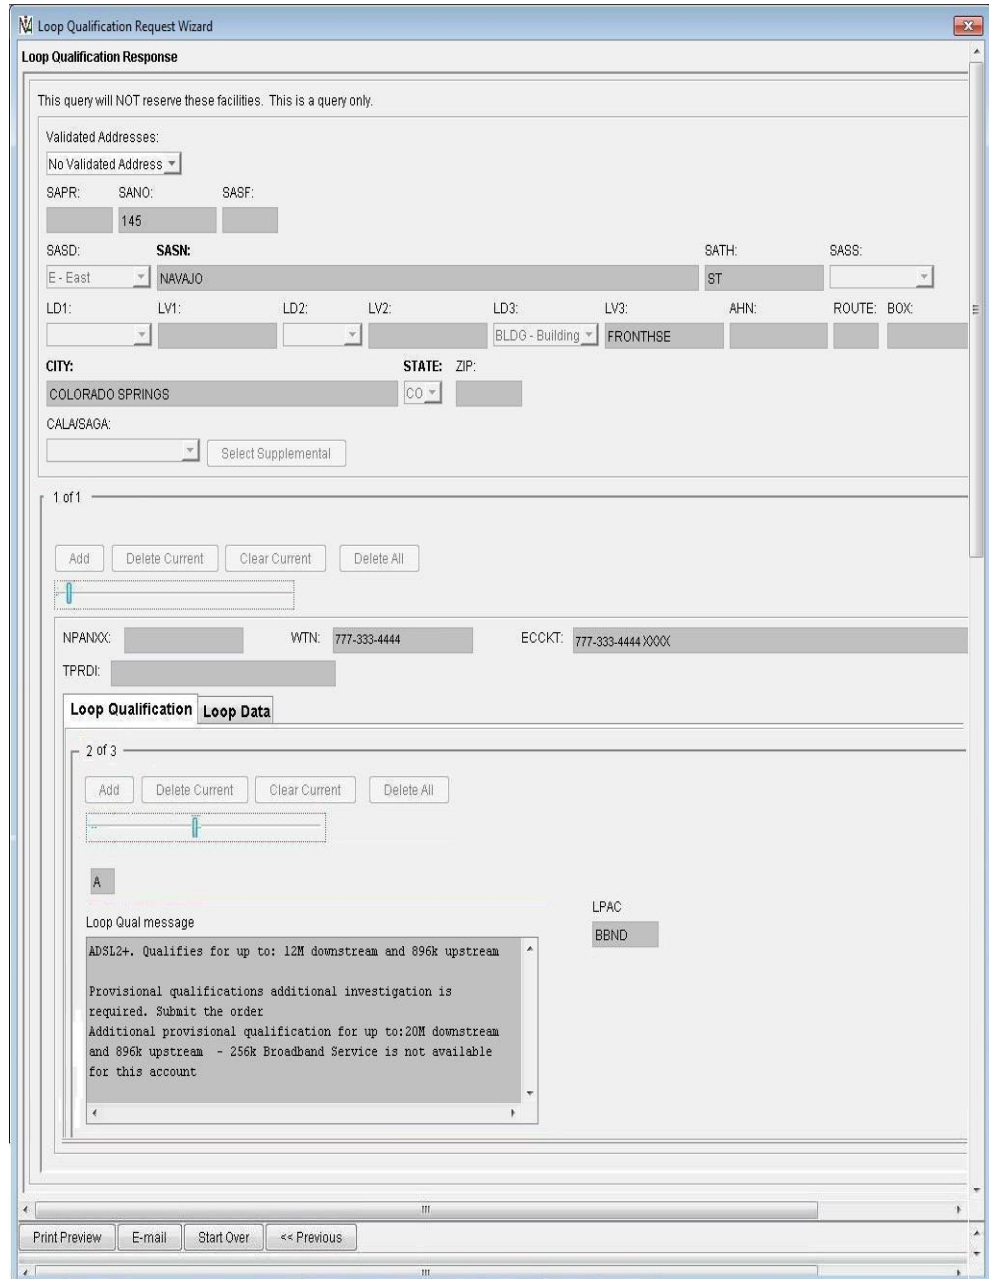 Loop Qualification Request Wizard
Loop Qualification Response
This query will NOT reserve these facilities. This is a query only.
Validated Addresses:
No Validated Address
SAPR: SANO: SASF:
145
SASD: SASN: SATH: SASS:
E - East NAVAJO ST
LD1: LV1: LD2: LV2: LD3: LV3: AHN: ROUTE: BOX:
BLDG - Building FRONTHSE
CITY: STATE: ZIP:
COLORADO SPRINGS CO
CALA/SAGA:
Select Supplemental
1 of 1
Add Delete Current Clear Current Delete All
NPANXX: WTN: 777-333-4444 ECCKT: 777-333-4444 XXXX
TPRDI:
Loop Qualification Loop Data
2 of 3
Add Delete Current Clear Current Delete All
A
LPAC
Loop Qual message
BBND
ADSL2+. Qualifies for up to: 12M downstream and 896k upstream
Provisional qualifications additional investigation is
required. Submit the order
Additional provisional qualification for up to:20M downstream
and 896k upstream - 256k Broadband Service is not available
for this account
Print Preview E-mail Start Over << Previous